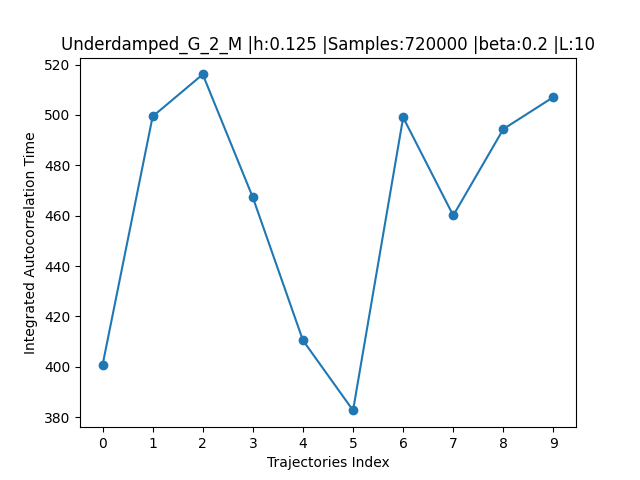 Underdamped_G_2_M |h:0.125 |Samples:720000 |beta:0.2 |L:10
520
500
480
460
440
420
400
380
Integrated Autocorrelation Time
0 1 2 3 4 5 6 7 8 9
Trajectories Index